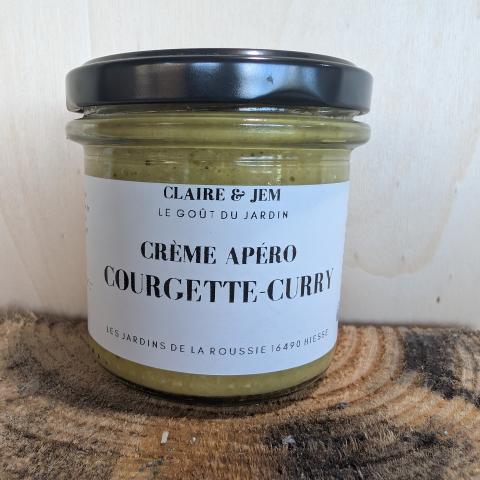 CLAIRE & JEM
LE GOÛT DU JARDIN
CRÈME APÉRO
COURGETTE-CURRY
LES JARDINS DE LA ROUSSIE 16490 HIESSE